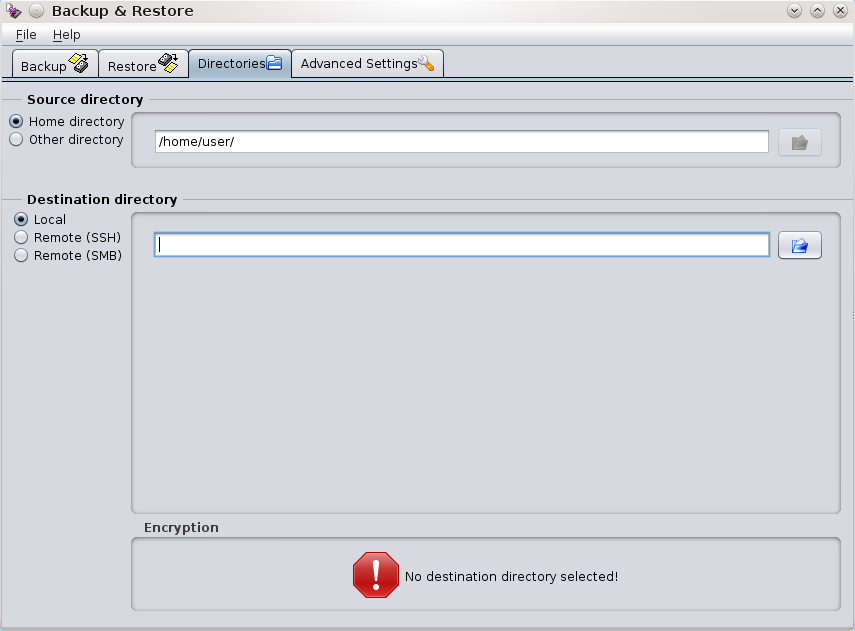 Backup & Restore
File Help
Backup Restore Directories Advanced Settings
Source directory
Home directory
Other directory
/home/user/
Destination directory
Local
Remote (SSH)
Remote (SMB)
Encryption
No destination directory selected!